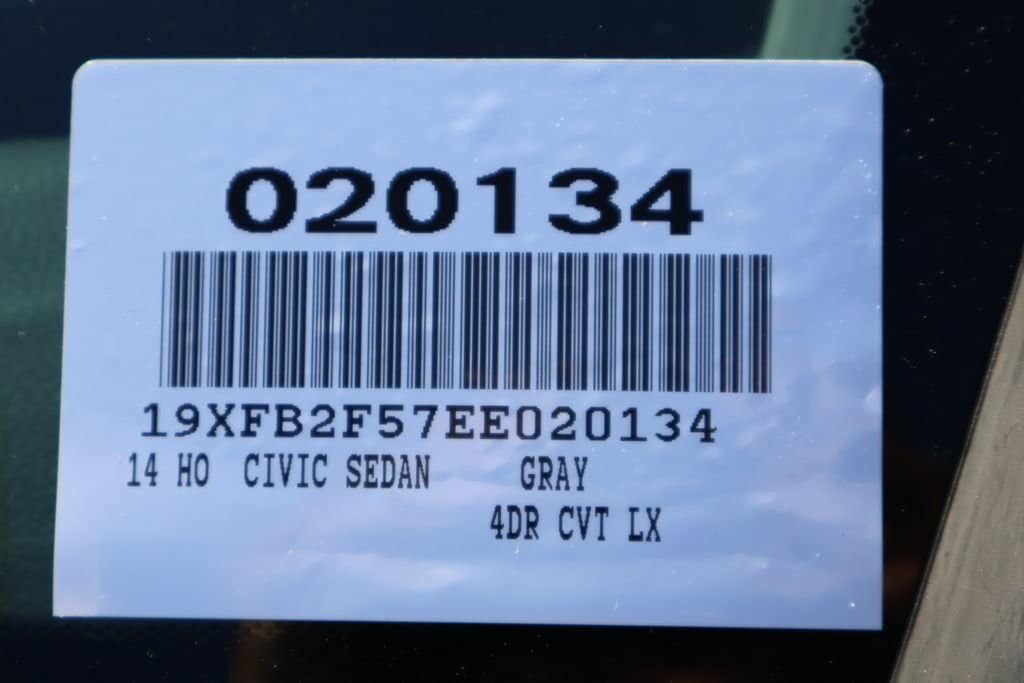 020134
19XFB2F57EE020134
14 HO CIVIC SEDAN GRAY
4DR CVT LX